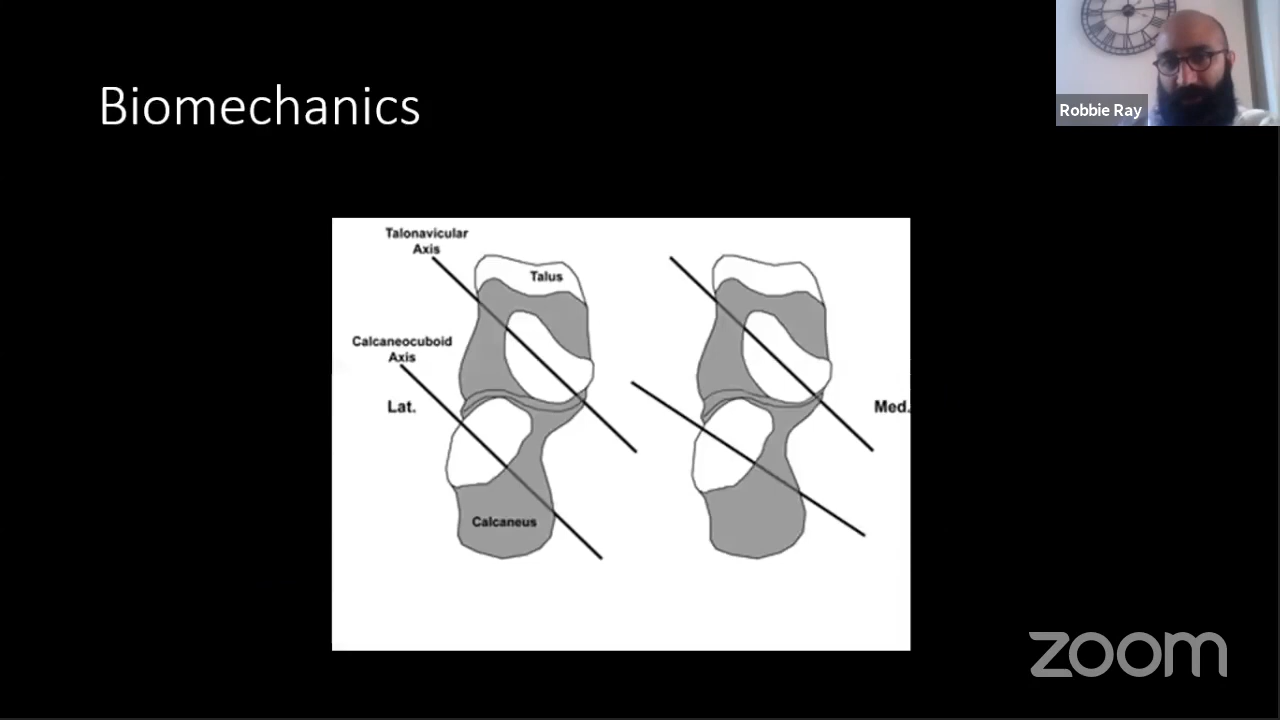 Biomechanics
Robbie Ray
Talonavicular
Axis
Talus
Calcaneocuboid
Axis
Lat.
Med.
Calcaneus
zoom